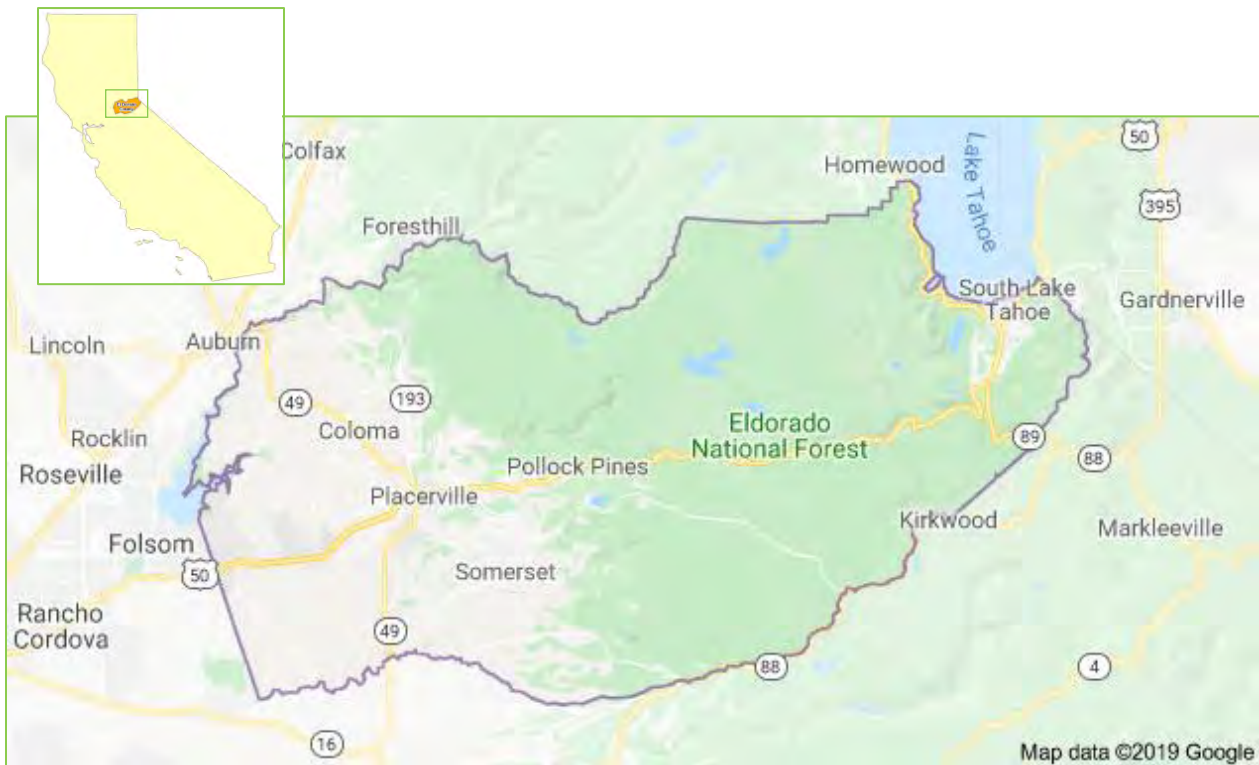 Colfax
Homewood
Lake Tahoe
50
395
Foresthill
South Lake
Tahoe
Gardnerville
Lincoln
Auburn
49
193
Coloma
Rocklin
Roseville
Eldorado
National Forest
89
88
Pollock Pines
Placerville
Kirkwood
Markleeville
Folsom
50
Somerset
Rancho
Cordova
49
88
4
16
Map data ©2019 Google